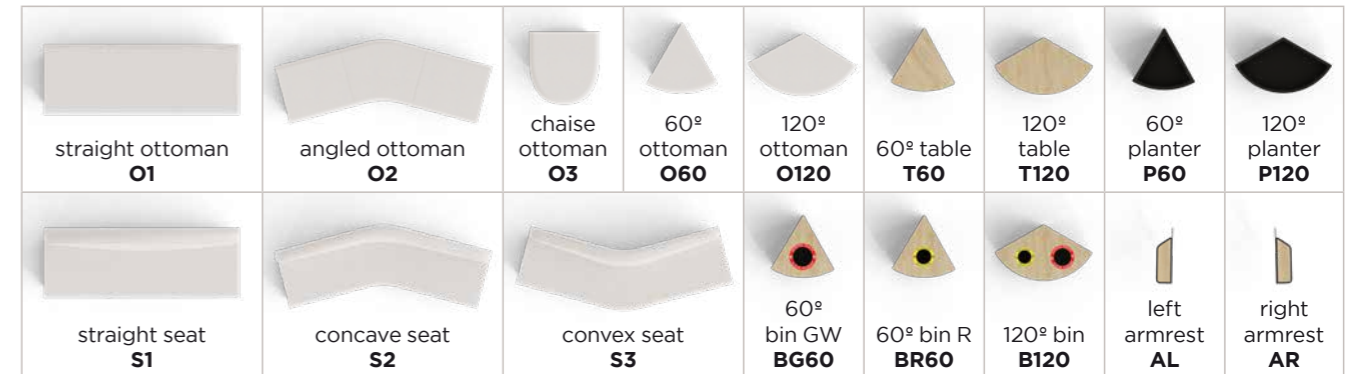 straight ottoman
O1
angled ottoman
O2
chaise
ottoman
O3
60º
ottoman
O60
120º
ottoman
O120
60º table
T60
120º
table
T120
60º
planter
P60
120º
planter
P120
straight seat
S1
concave seat
S2
convex seat
S3
60º
bin GW
BG60
60º bin R
BR60
120º bin
B120
left
armrest
AL
right
armrest
AR